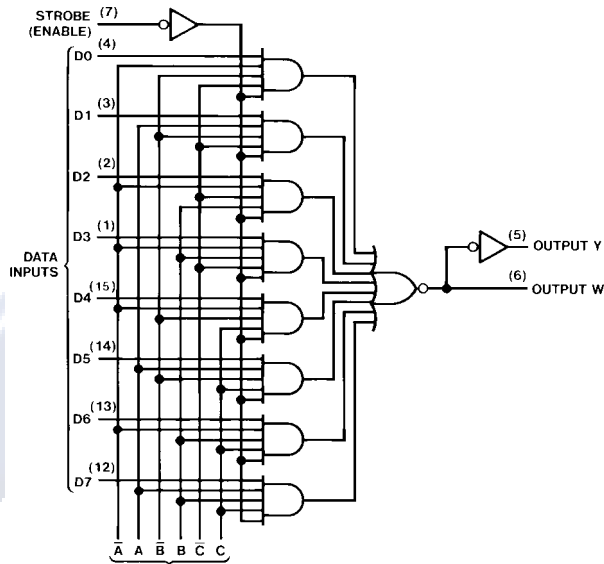 STROBE (7)
(ENABLE)
(4)
D0
(3)
D1
(2)
D2
(1)
D3
DATA
INPUTS
(15)
D4
(14)
D5
(13)
D6
(12)
D7
(5)
OUTPUT Y
(6)
OUTPUT W
A̅ A B̅ B C̅ C